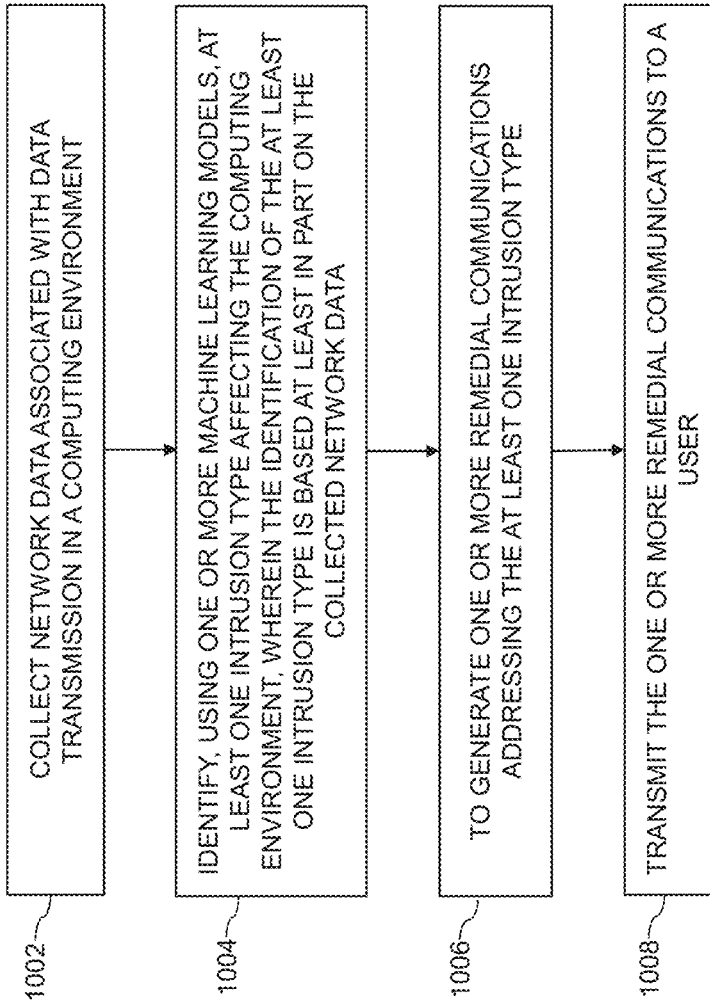 1002
COLLECT NETWORK DATA ASSOCIATED WITH DATA
TRANSMISSION IN A COMPUTING ENVIRONMENT
1004
IDENTIFY, USING ONE OR MORE MACHINE LEARNING MODELS, AT
LEAST ONE INTRUSION TYPE AFFECTING THE COMPUTING
ENVIRONMENT, WHEREIN THE IDENTIFICATION OF THE AT LEAST
ONE INTRUSION TYPE IS BASED AT LEAST IN PART ON THE
COLLECTED NETWORK DATA
1006
TO GENERATE ONE OR MORE REMEDIAL COMMUNICATIONS
ADDRESSING THE AT LEAST ONE INTRUSION TYPE
1008
TRANSMIT THE ONE OR MORE REMEDIAL COMMUNICATIONS TO A
USER